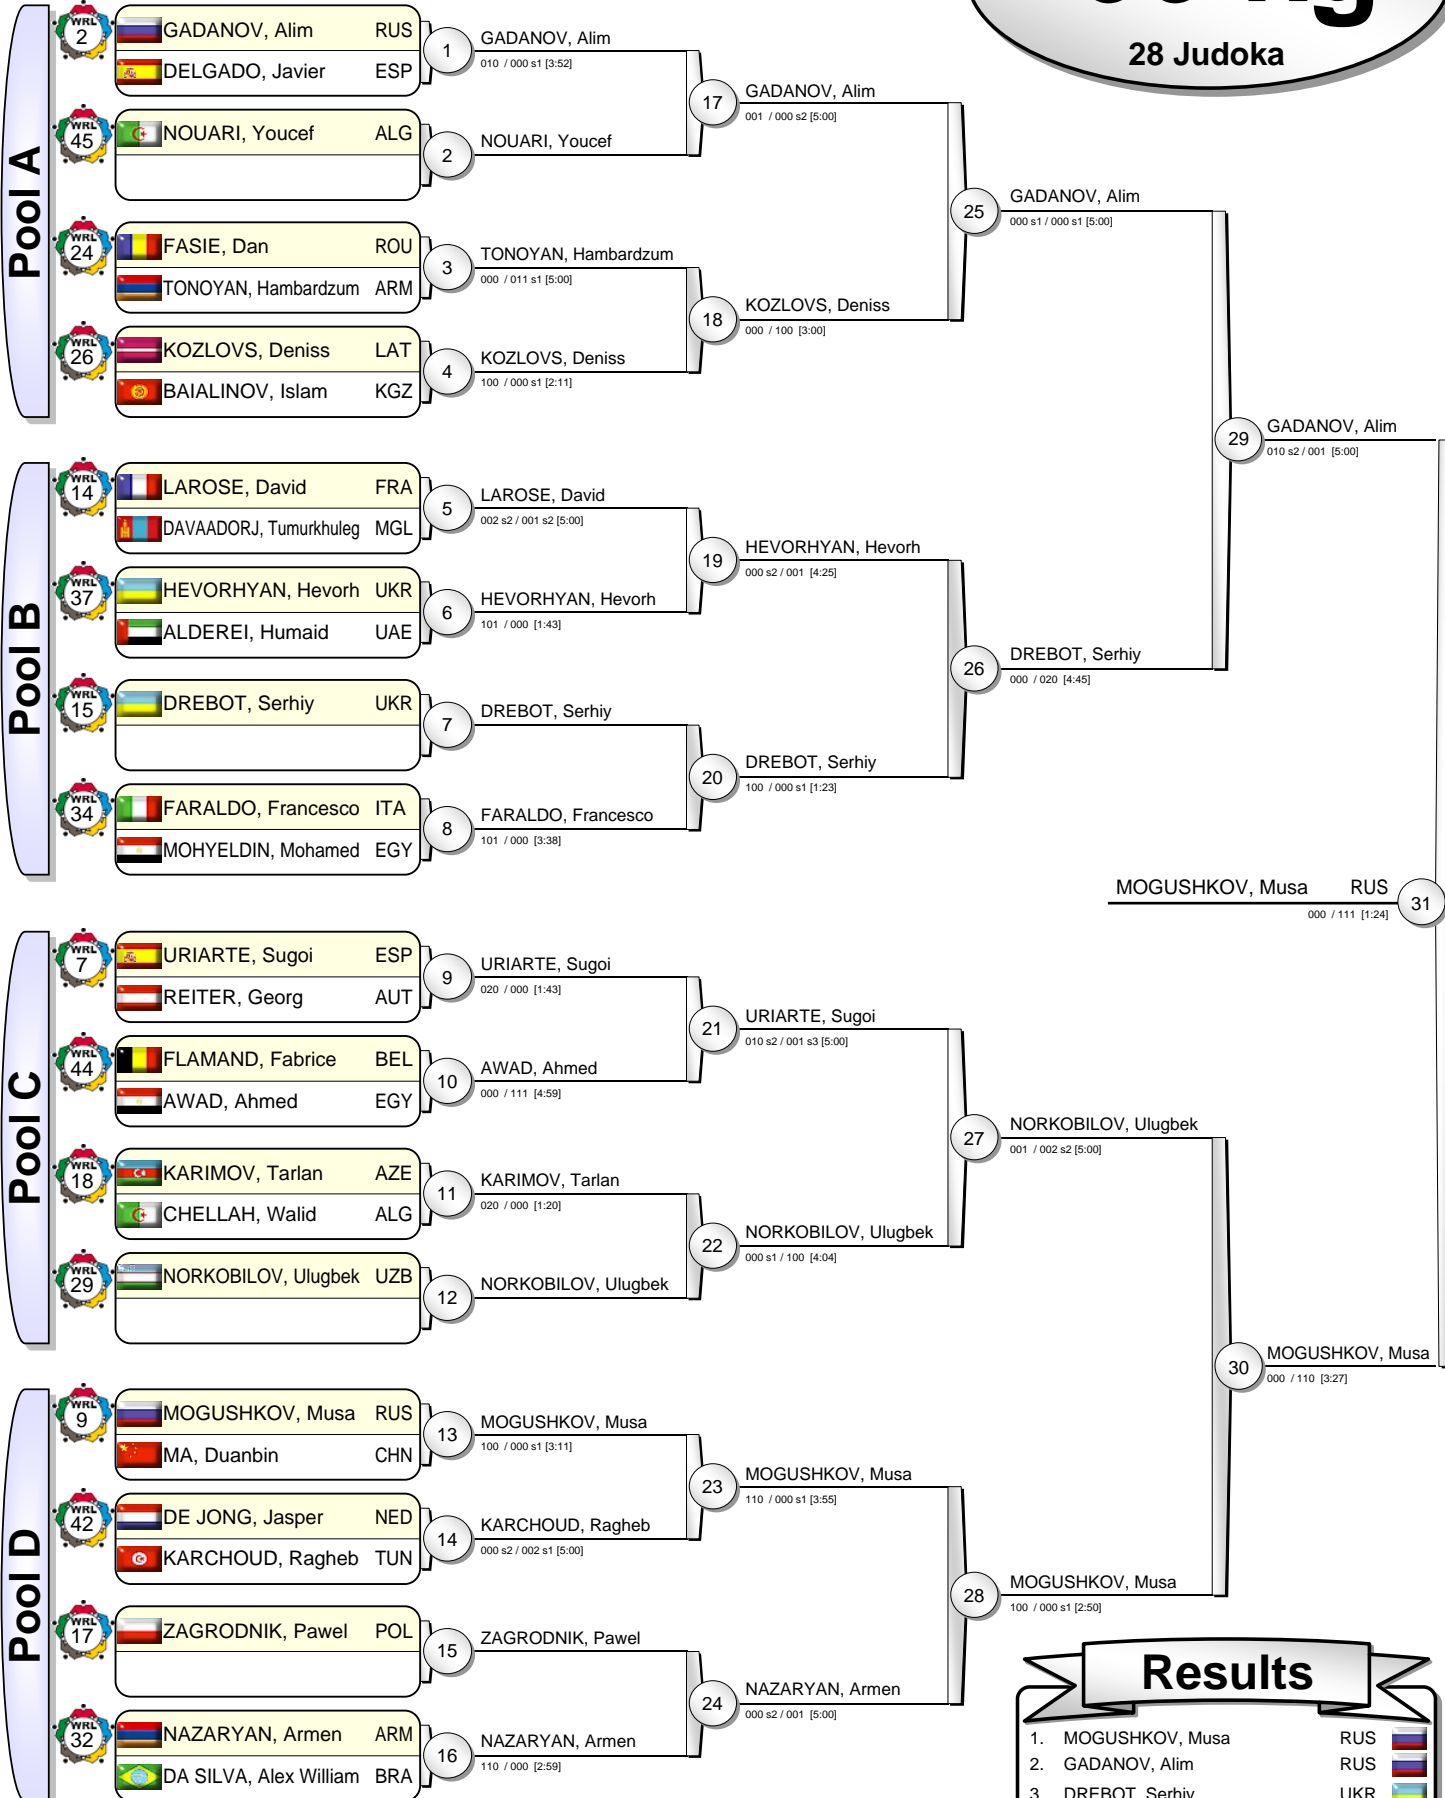 28 Judoka
Pool A
WRL 2 GADANOV, Alim RUS
DELGADO, Javier ESP
WRL 45 NOUARI, Youcef ALG
WRL 24 FASIE, Dan ROU
TONOYAN, Hambardzum ARM
WRL 26 KOZLOVS, Deniss LAT
BAIALINOV, Islam KGZ
1 GADANOV, Alim
010 / 000 s1 [3:52]
2 NOUARI, Youcef
3 TONOYAN, Hambardzum
000 / 011 s1 [5:00]
4 KOZLOVS, Deniss
100 / 000 s1 [2:11]
17 GADANOV, Alim
001 / 000 s2 [5:00]
18 KOZLOVS, Deniss
000 / 100 [3:00]
25 GADANOV, Alim
000 s1 / 000 s1 [5:00]
Pool B
WRL 14 LAROSE, David FRA
DAVAADORJ, Tumurkhuleg MGL
WRL 37 HEVORHYAN, Hevorh UKR
ALDEREI, Humaid UAE
WRL 15 DREBOT, Serhiy UKR
WRL 34 FARALDO, Francesco ITA
MOHYELDIN, Mohamed EGY
5 LAROSE, David
002 s2 / 001 s2 [5:00]
6 HEVORHYAN, Hevorh
101 / 000 [1:43]
7 DREBOT, Serhiy
8 FARALDO, Francesco
101 / 000 [3:38]
19 HEVORHYAN, Hevorh
000 s2 / 001 [4:25]
20 DREBOT, Serhiy
100 / 000 s1 [1:23]
26 DREBOT, Serhiy
000 / 020 [4:45]
29 GADANOV, Alim
010 s2 / 001 [5:00]
MOGUSHKOV, Musa RUS 31
000 / 111 [1:24]
Pool C
WRL 7 URIARTE, Sugoi ESP
REITER, Georg AUT
WRL 44 FLAMAND, Fabrice BEL
AWAD, Ahmed EGY
WRL 18 KARIMOV, Tarlan AZE
CHELLAH, Walid ALG
WRL 29 NORKOBILOV, Ulugbek UZB
9 URIARTE, Sugoi
020 / 000 [1:43]
10 AWAD, Ahmed
000 / 111 [4:59]
11 KARIMOV, Tarlan
020 / 000 [1:20]
12 NORKOBILOV, Ulugbek
21 URIARTE, Sugoi
010 s2 / 001 s3 [5:00]
22 NORKOBILOV, Ulugbek
000 s1 / 100 [4:04]
27 NORKOBILOV, Ulugbek
001 / 002 s2 [5:00]
Pool D
WRL 9 MOGUSHKOV, Musa RUS
MA, Duanbin CHN
WRL 42 DE JONG, Jasper NED
KARCHOUD, Ragheb TUN
WRL 17 ZAGRODNIK, Pawel POL
WRL 32 NAZARYAN, Armen ARM
DA SILVA, Alex William BRA
13 MOGUSHKOV, Musa
100 / 000 s1 [3:11]
14 KARCHOUD, Ragheb
000 s2 / 002 s1 [5:00]
15 ZAGRODNIK, Pawel
16 NAZARYAN, Armen
110 / 000 [2:59]
23 MOGUSHKOV, Musa
110 / 000 s1 [3:55]
24 NAZARYAN, Armen
000 s2 / 001 [5:00]
28 MOGUSHKOV, Musa
100 / 000 s1 [2:50]
30 MOGUSHKOV, Musa
000 / 110 [3:27]
Results
1. MOGUSHKOV, Musa RUS
2. GADANOV, Alim RUS
3. DREBOT, Serhiy UKR